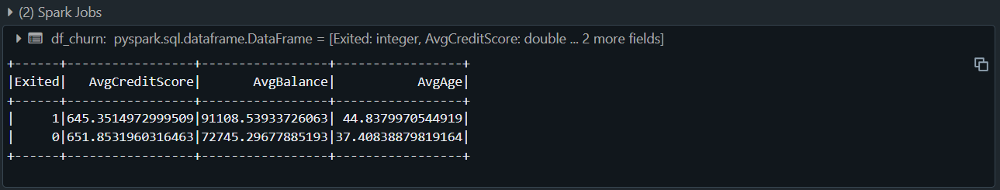 (2) Spark Jobs
df_churn: pyspark.sql.dataframe.DataFrame = [Exited: integer, AvgCreditScore: double ... 2 more fields]
+------+-----------------+-----------------+-----------------+
|Exited|   AvgCreditScore|       AvgBalance|           AvgAge|
+------+-----------------+-----------------+-----------------+
|     1|645.3514972999509|91108.53933726063| 44.8379970544919|
|     0|651.8531960316463|72745.29677885193|37.40838879819164|
+------+-----------------+-----------------+-----------------+